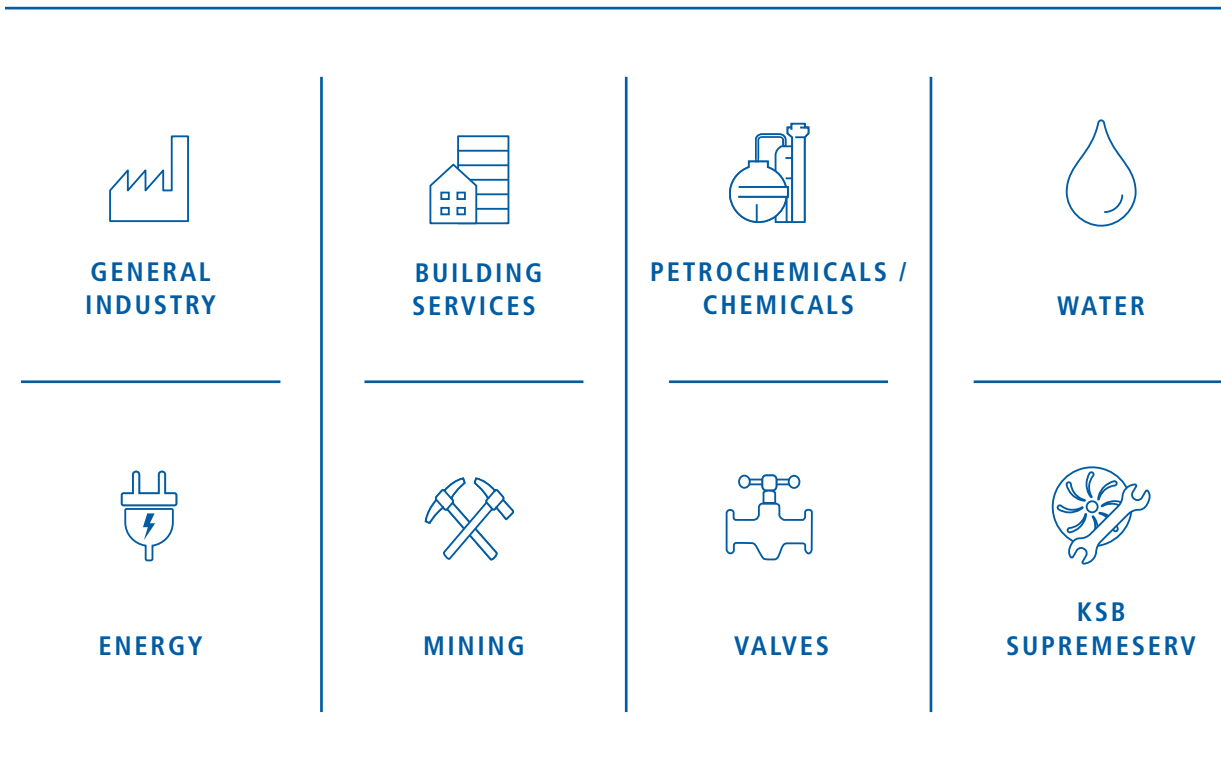 GENERAL
INDUSTRY
BUILDING
SERVICES
PETROCHEMICALS /
CHEMICALS
WATER
ENERGY
MINING
VALVES
KSB
SUPREMESERV